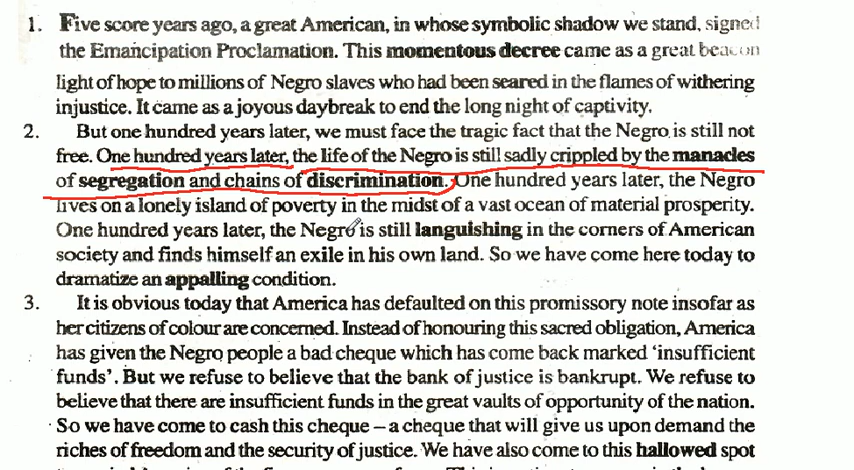 1. Five score years ago, a great American, in whose symbolic shadow we stand, signed
the Emancipation Proclamation. This momentous decree came as a great beacon
light of hope to millions of Negro slaves who had been seared in the flames of withering
injustice. It came as a joyous daybreak to end the long night of captivity.
2. But one hundred years later, we must face the tragic fact that the Negro is still not
free. One hundred years later, the life of the Negro is still sadly crippled by the manacles
of segregation and chains of discrimination. One hundred years later, the Negro
lives on a lonely island of poverty in the midst of a vast ocean of material prosperity.
One hundred years later, the Negro is still languishing in the corners of American
society and finds himself an exile in his own land. So we have come here today to
dramatize an appalling condition.
3. It is obvious today that America has defaulted on this promissory note insofar as
her citizens of colour are concerned. Instead of honouring this sacred obligation, America
has given the Negro people a bad cheque which has come back marked ‘insufficient
funds’. But we refuse to believe that the bank of justice is bankrupt. We refuse to
believe that there are insufficient funds in the great vaults of opportunity of the nation.
So we have come to cash this cheque – a cheque that will give us upon demand the
riches of freedom and the security of justice. We have also come to this hallowed spot